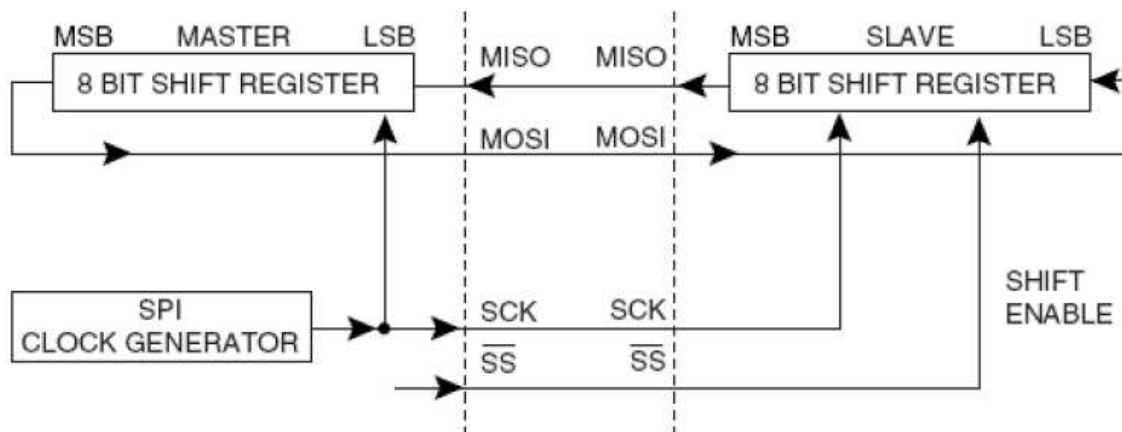 MSB MASTER LSB
8 BIT SHIFT REGISTER
MISO MISO
MSB SLAVE LSB
8 BIT SHIFT REGISTER
MOSI MOSI
SPI
CLOCK GENERATOR
SCK SCK
SS SS
SHIFT
ENABLE